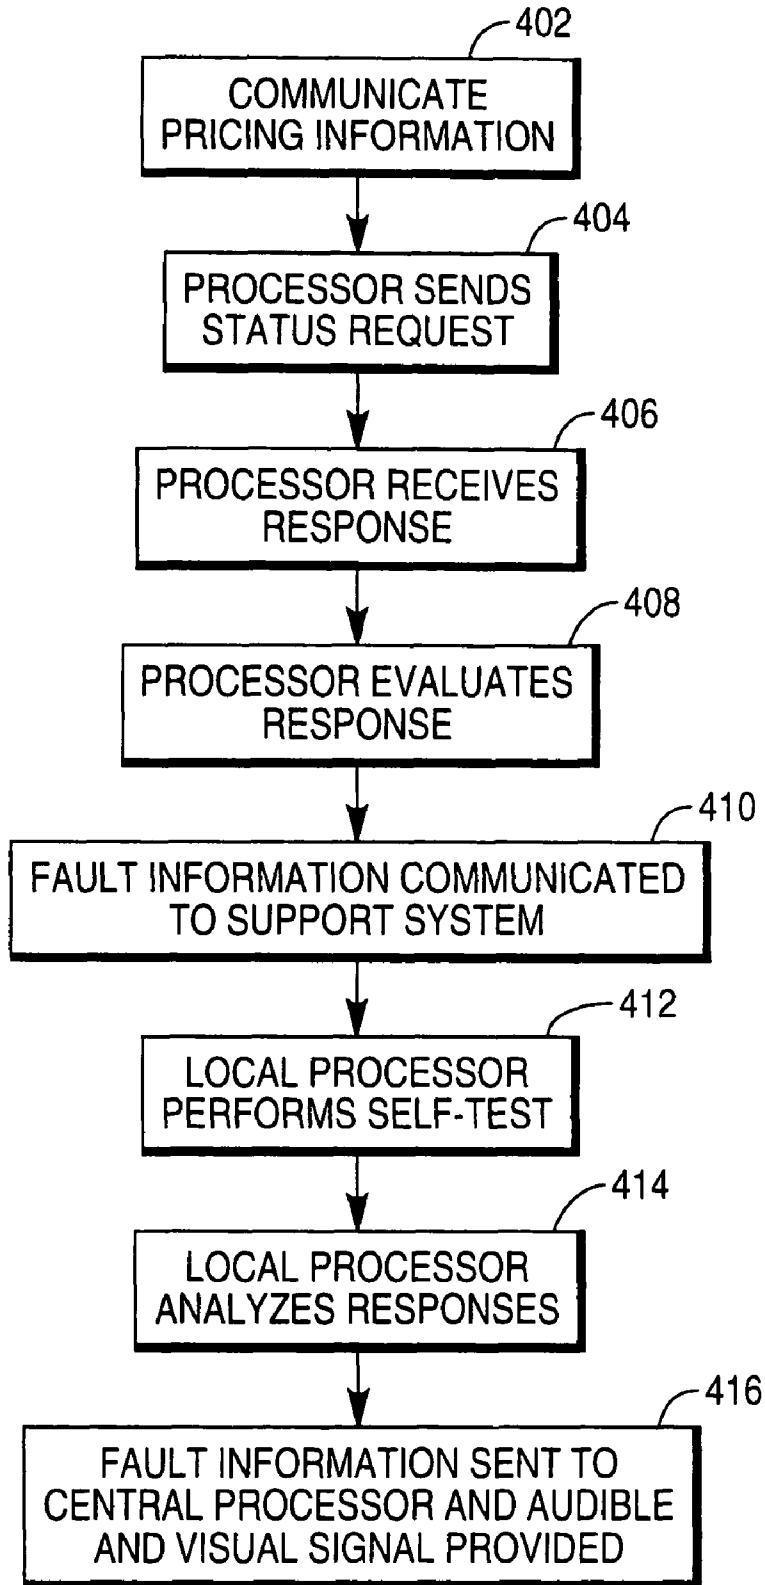 402
COMMUNICATE
PRICING INFORMATION
404
PROCESSOR SENDS
STATUS REQUEST
406
PROCESSOR RECEIVES
RESPONSE
408
PROCESSOR EVALUATES
RESPONSE
410
FAULT INFORMATION COMMUNICATED
TO SUPPORT SYSTEM
412
LOCAL PROCESSOR
PERFORMS SELF-TEST
414
LOCAL PROCESSOR
ANALYZES RESPONSES
416
FAULT INFORMATION SENT TO
CENTRAL PROCESSOR AND AUDIBLE
AND VISUAL SIGNAL PROVIDED